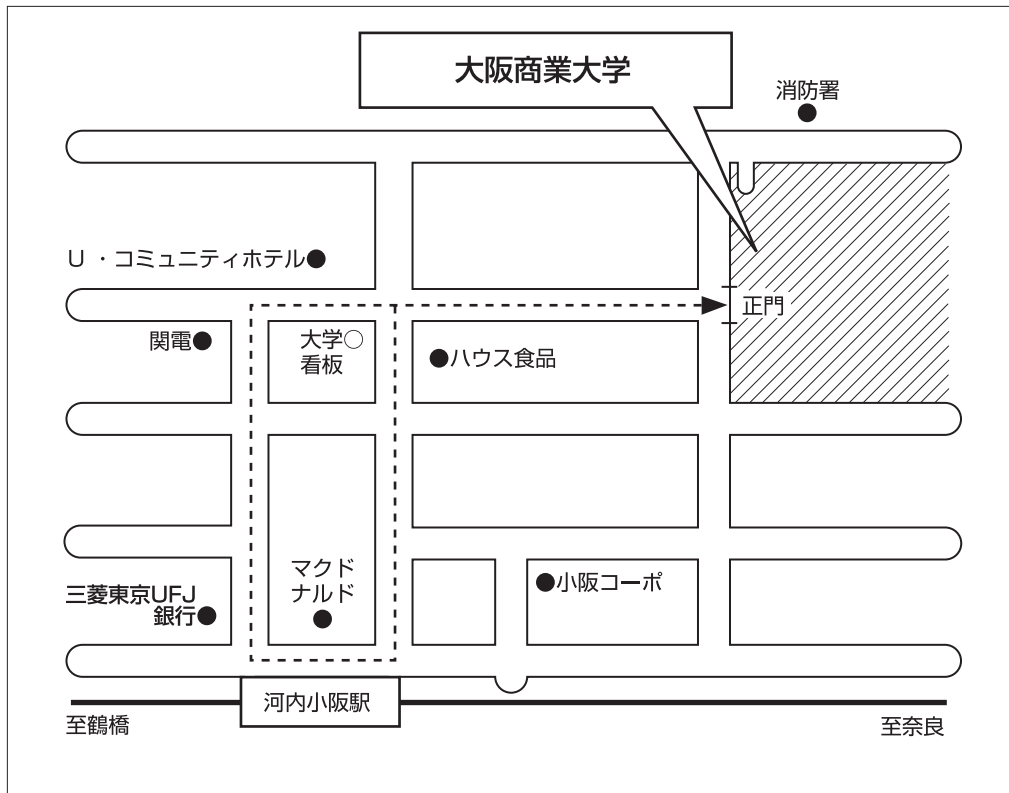 大阪商業大学
消防署
U ・コミュニティホテル
正門
関電
大学
看板
ハウス食品
マクド
ナルド
小阪コーポ
三菱東京UFJ
銀行
河内小阪駅
至鶴橋
至奈良